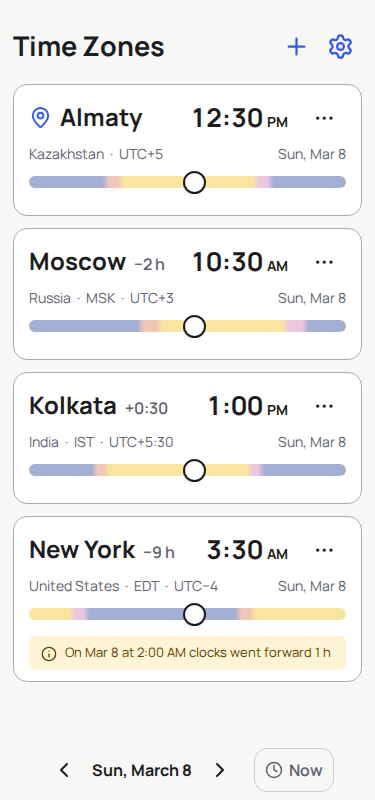 Time Zones
Almaty 12:30 PM ···
Kazakhstan · UTC+5 Sun, Mar 8
Moscow −2 h 10:30 AM ···
Russia · MSK · UTC+3 Sun, Mar 8
Kolkata +0:30 1:00 PM ···
India · IST · UTC+5:30 Sun, Mar 8
New York −9 h 3:30 AM ···
United States · EDT · UTC−4 Sun, Mar 8
On Mar 8 at 2:00 AM clocks went forward 1 h
Sun, March 8 Now